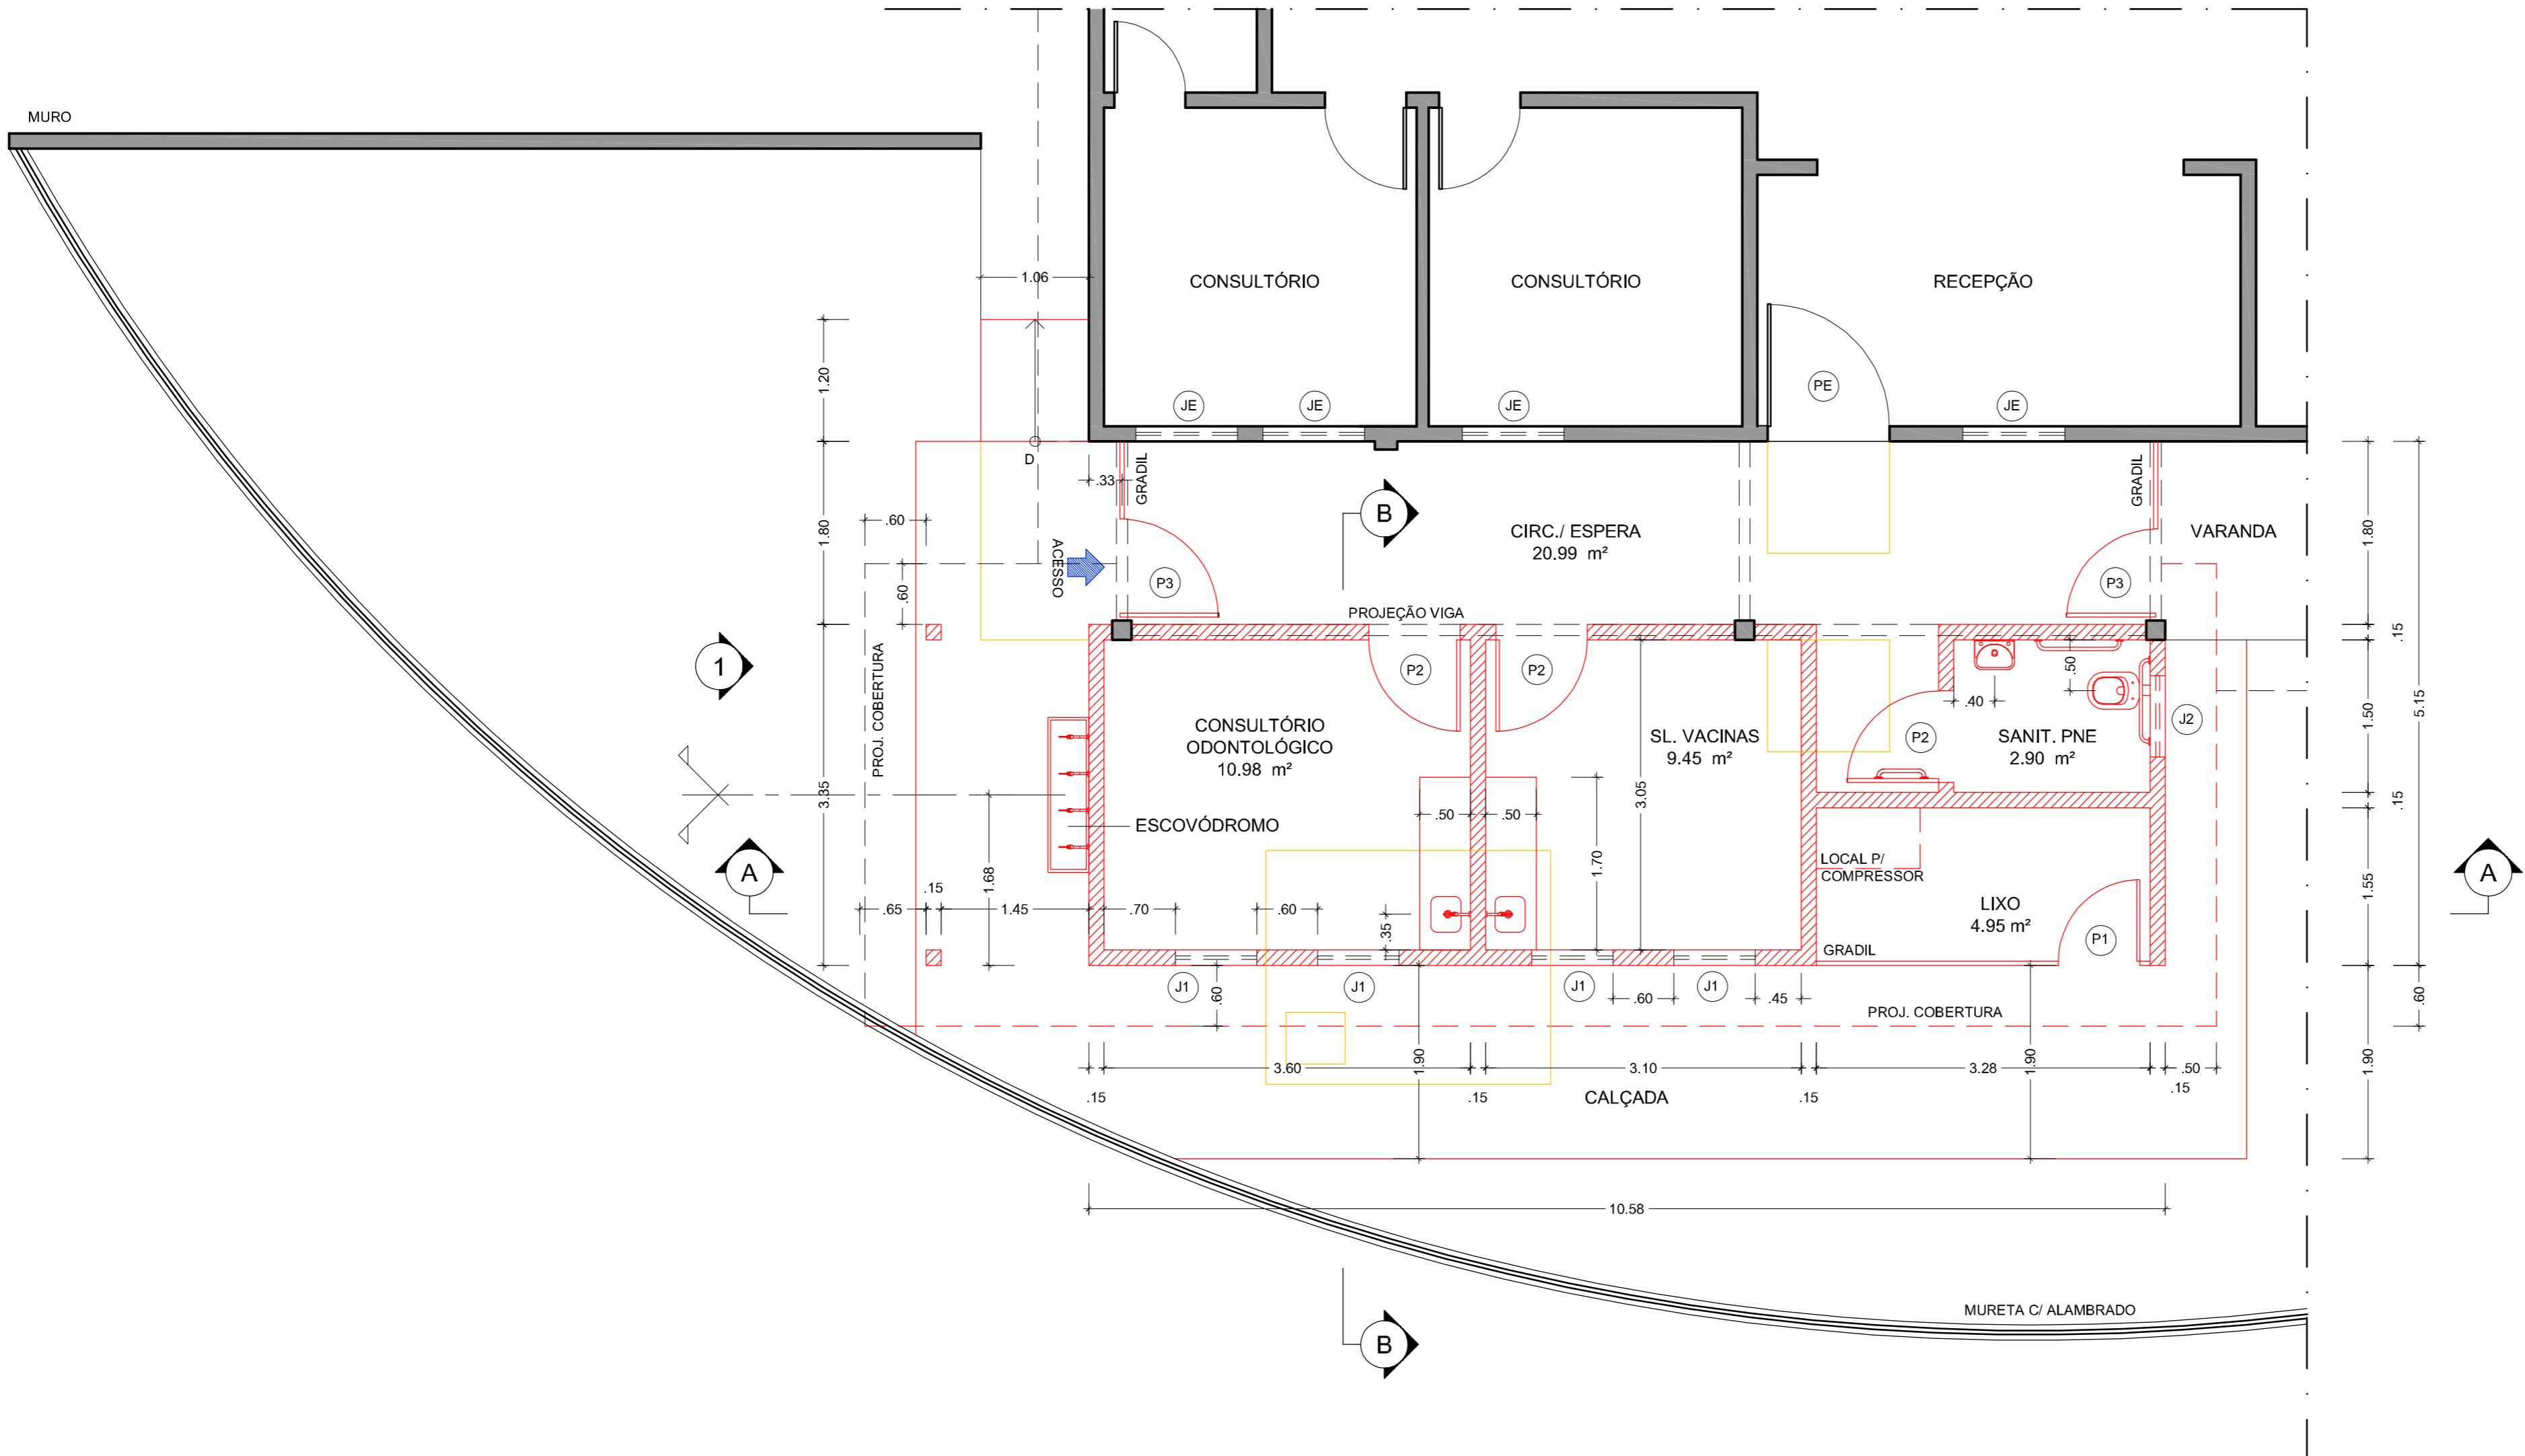 MURO
1.06
CONSULTÓRIO
CONSULTÓRIO
RECEPÇÃO
1.20
JE
JE
JE
PE
JE
D
.33
GRADIL
B
GRADIL
.60
1.80
CIRC./ ESPERA
20.99 m²
VARANDA
1.80
ACESSO
P3
P3
.60
PROJEÇÃO VIGA
.15
1
PROJ. COBERTURA
P2
P2
.50
.40
CONSULTÓRIO
ODONTOLÓGICO
10.98 m²
SL. VACINAS
9.45 m²
P2
SANIT. PNE
2.90 m²
J2
1.50
5.15
3.35
3.05
.15
ESCOVÓDROMO
.50
.50
A
1.68
1.70
LOCAL P/
COMPRESSOR
A
.15
.65
1.45
.70
.60
.35
LIXO
4.95 m²
1.55
GRADIL
P1
J1
J1
J1
J1
.60
.60
.45
PROJ. COBERTURA
.60
3.60
1.90
3.10
3.28
1.90
.50
1.90
.15
.15
CALÇADA
.15
.15
10.58
MURETA C/ ALAMBRADO
B